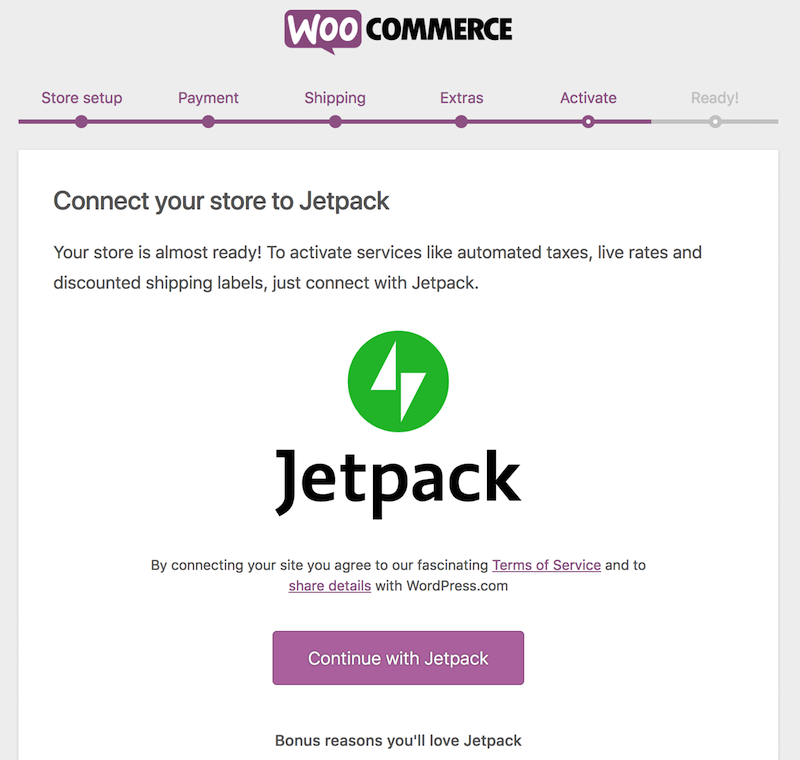 WOO COMMERCE
Store setup Payment Shipping Extras Activate Ready!
Connect your store to Jetpack
Your store is almost ready! To activate services like automated taxes, live rates and
discounted shipping labels, just connect with Jetpack.
Jetpack
By connecting your site you agree to our fascinating Terms of Service and to
share details with WordPress.com
Continue with Jetpack
Bonus reasons you'll love Jetpack